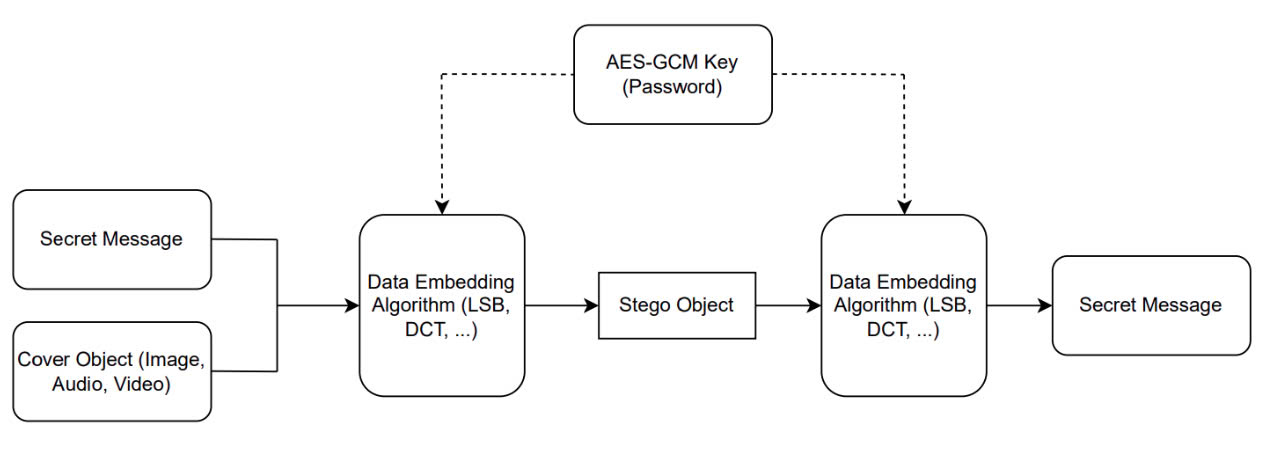 AES-GCM Key
(Password)
Secret Message
Cover Object (Image,
Audio, Video)
Data Embedding
Algorithm (LSB,
DCT, ...)
Stego Object
Data Embedding
Algorithm (LSB,
DCT, ...)
Secret Message